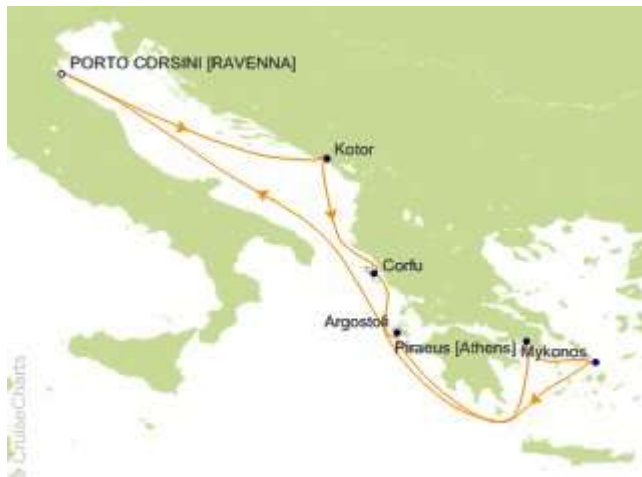 PORTO CORSINI [RAVENNA]
Kotor
Corfu
Argostoli
Piraeus [Athens]
Mykonos
CruiseCharts